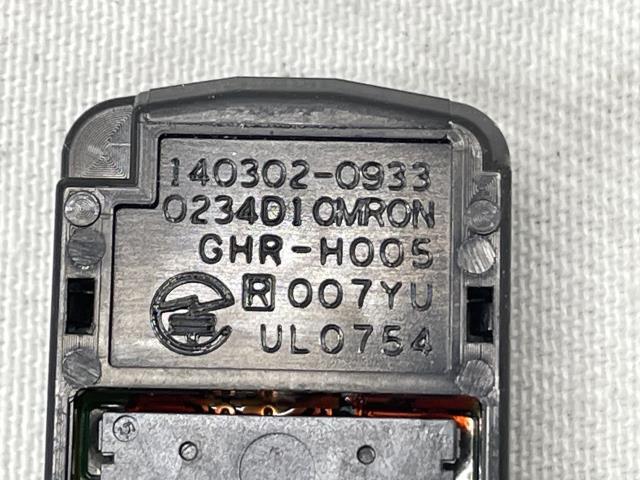 140302-0933
0234D1 OMRON
GHR-H005
R 007YU
UL0754